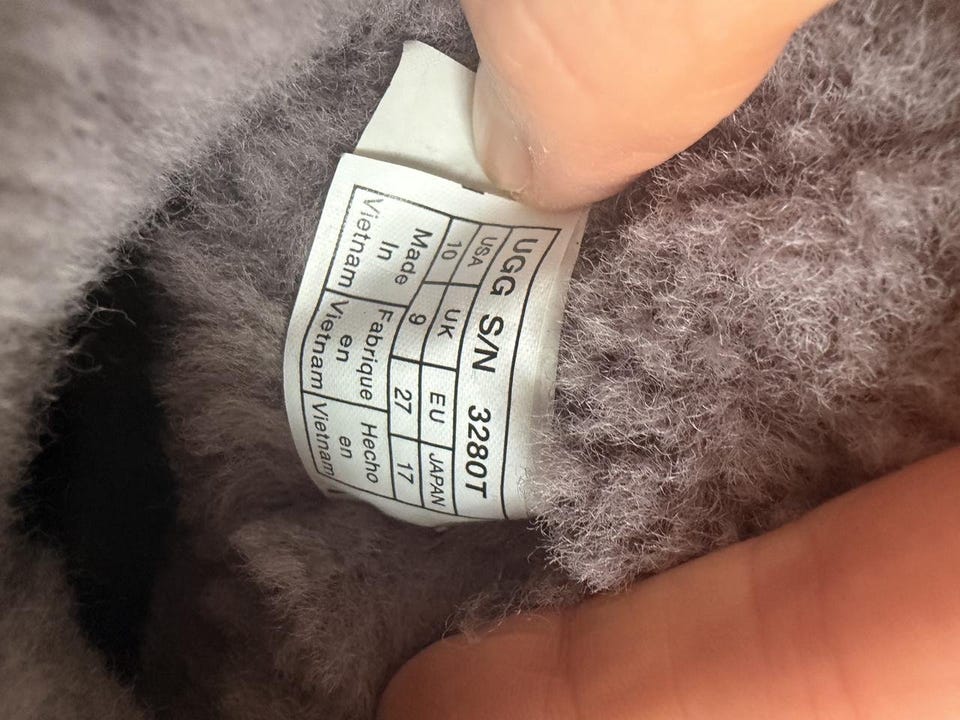 UGG S/N 3280T
USA UK EU JAPAN
10 9 27 17
Made Fabrique Hecho
In en en
Vietnam Vietnam Vietnam